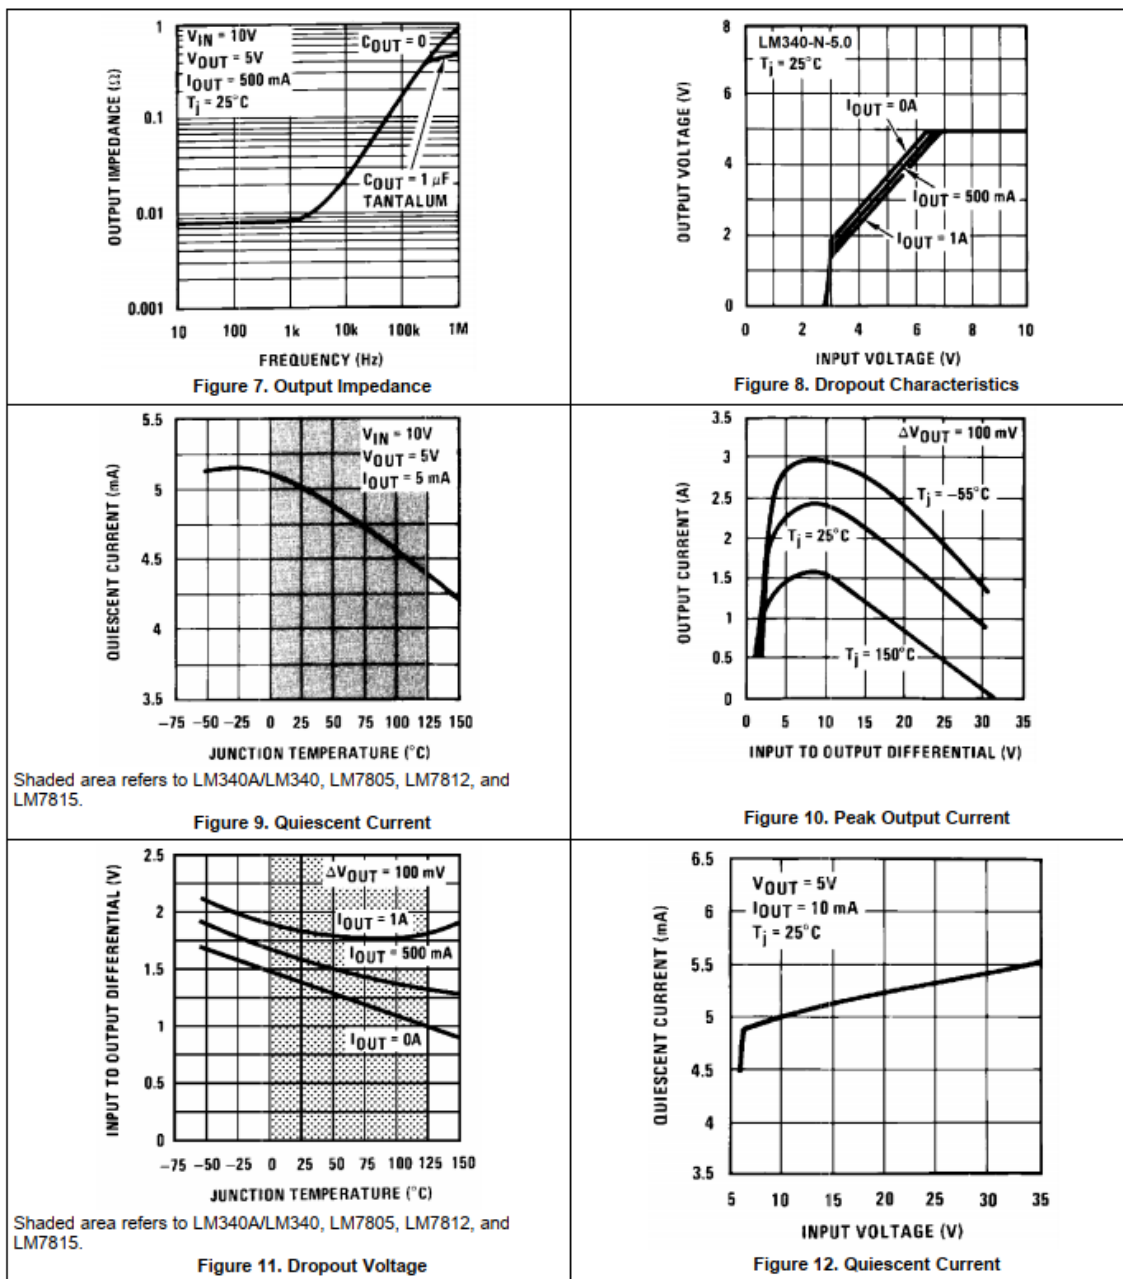 1
0.1
0.01
0.001
OUTPUT IMPEDANCE (Ω)
VIN = 10V
VOUT = 5V
IOUT = 500 mA
Tj = 25°C
COUT = 0
COUT = 1 µF
TANTALUM
10 100 1k 10k 100k 1M
FREQUENCY (Hz)
Figure 7. Output Impedance
8
6
4
2
0
OUTPUT VOLTAGE (V)
LM340-N-5.0
Tj = 25°C
IOUT = 0A
IOUT = 500 mA
IOUT = 1A
0 2 4 6 8 10
INPUT VOLTAGE (V)
Figure 8. Dropout Characteristics
5.5
5
4.5
4
3.5
QUIESCENT CURRENT (mA)
VIN = 10V
VOUT = 5V
IOUT = 5 mA
−75 −50 −25 0 25 50 75 100 125 150
JUNCTION TEMPERATURE (°C)
Shaded area refers to LM340A/LM340, LM7805, LM7812, and
LM7815.
Figure 9. Quiescent Current
3.5
3
2.5
2
1.5
1
0.5
0
OUTPUT CURRENT (A)
ΔVOUT = 100 mV
Tj = −55°C
Tj = 25°C
Tj = 150°C
0 5 10 15 20 25 30 35
INPUT TO OUTPUT DIFFERENTIAL (V)
Figure 10. Peak Output Current
2.5
2
1.5
1
0.5
0
INPUT TO OUTPUT DIFFERENTIAL (V)
ΔVOUT = 100 mV
IOUT = 1A
IOUT = 500 mA
IOUT = 0A
−75 −50 −25 0 25 50 75 100 125 150
JUNCTION TEMPERATURE (°C)
Shaded area refers to LM340A/LM340, LM7805, LM7812, and
LM7815.
Figure 11. Dropout Voltage
6.5
6
5.5
5
4.5
4
3.5
QUIESCENT CURRENT (mA)
VOUT = 5V
IOUT = 10 mA
Tj = 25°C
5 10 15 20 25 30 35
INPUT VOLTAGE (V)
Figure 12. Quiescent Current